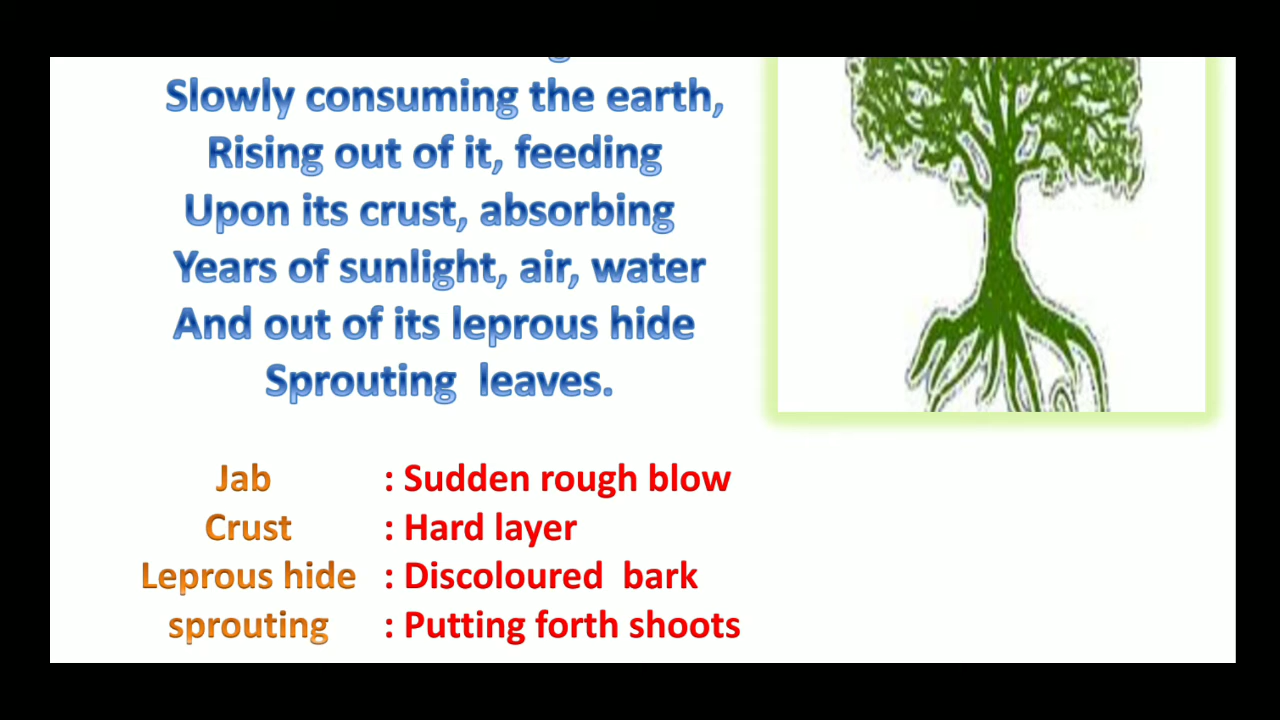 Slowly consuming the earth,
Rising out of it, feeding
Upon its crust, absorbing
Years of sunlight, air, water
And out of its leprous hide
Sprouting leaves.
Jab : Sudden rough blow
Crust : Hard layer
Leprous hide : Discoloured bark
sprouting : Putting forth shoots